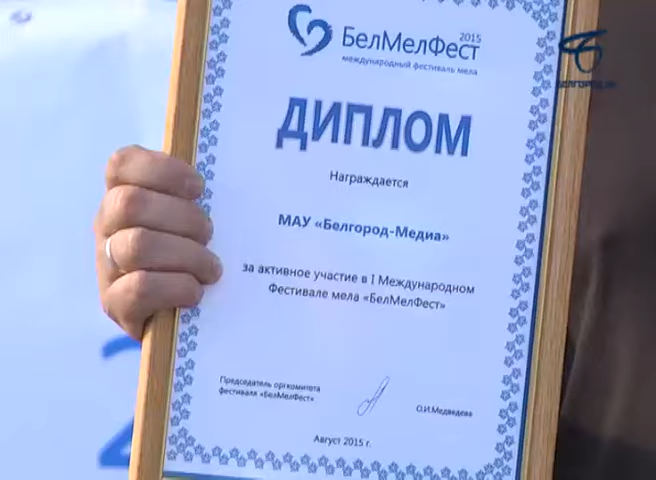 2015
БелМелФест
международный фестиваль мела
ДИПЛОМ
Награждается
МАУ «Белгород-Медиа»
за активное участие в I Международном
Фестивале мела «БелМелФест»
Председатель оргкомитета
фестиваля «БелМелФест»
О.И.Медведева
Август 2015 г.